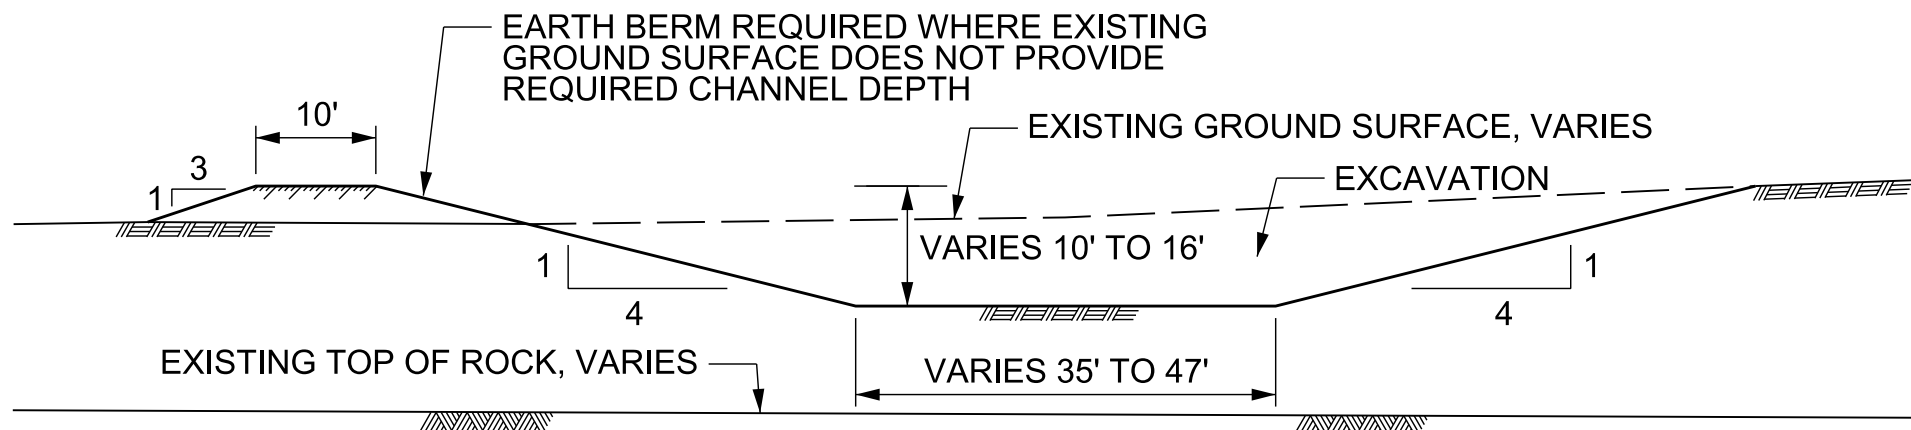 EARTH BERM REQUIRED WHERE EXISTING
GROUND SURFACE DOES NOT PROVIDE
REQUIRED CHANNEL DEPTH
10'
EXISTING GROUND SURFACE, VARIES
3
1
EXCAVATION
VARIES 10' TO 16'
1
4
1
4
EXISTING TOP OF ROCK, VARIES
VARIES 35' TO 47'